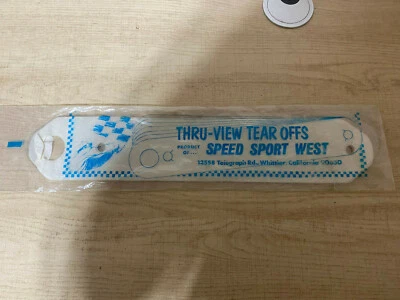 THRU-VIEW TEAR OFFS
PRODUCT OF... SPEED SPORT WEST
Telegraph Rd., Whittier, California